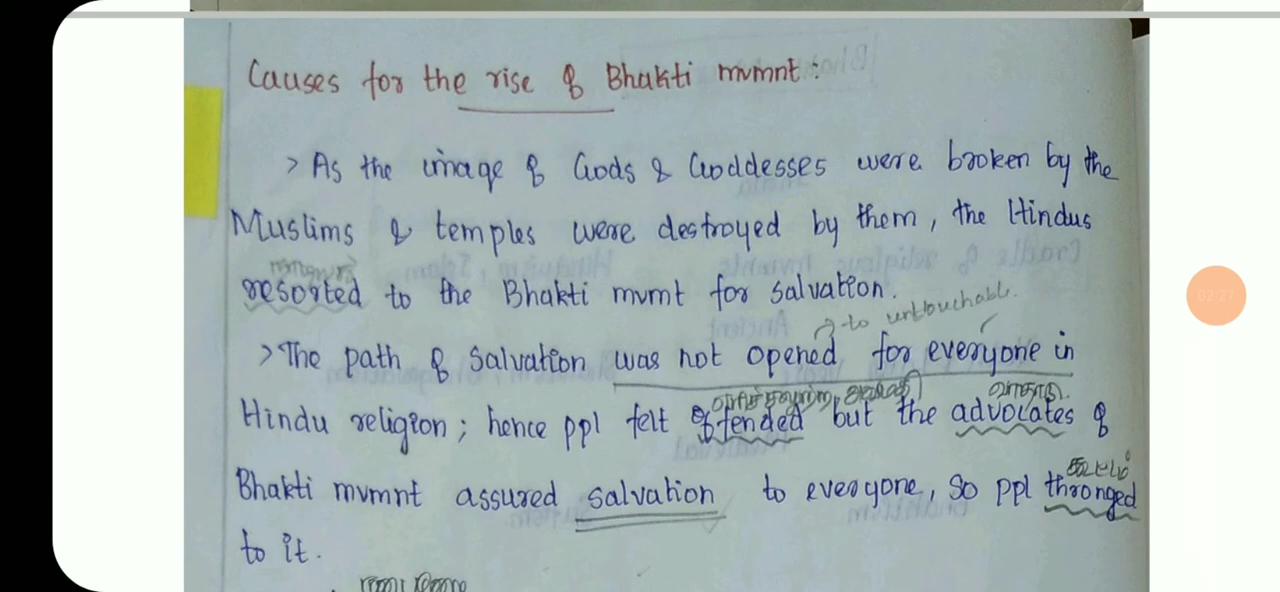 Causes for the rise of Bhakti mvmnt:
> As the image of Gods & Goddesses were broken by the
Muslims & temples were destroyed by them, the Hindus
resorted to the Bhakti mvmt for salvation.
to untouchable.
> The path of salvation was not opened for everyone in
Hindu religion; hence ppl felt offended but the advocates of
கூட்டம்
Bhakti mvmnt assured salvation to everyone, so ppl thronged
to it.
02:27